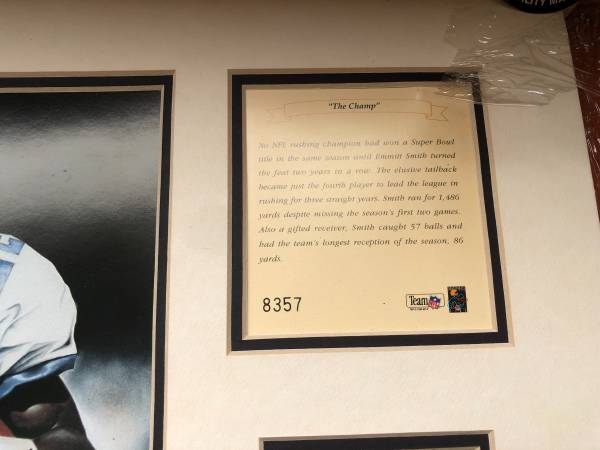 "The Champ"
No NFL rushing champion had won a Super Bowl
title in the same season until Emmitt Smith turned
the feat two years in a row. The elusive tailback
became just the fourth player to lead the league in
rushing for three straight years. Smith ran for 1,486
yards despite missing the season's first two games.
Also a gifted receiver, Smith caught 57 balls and
had the team's longest reception of the season, 86
yards.
8357
Team NFL